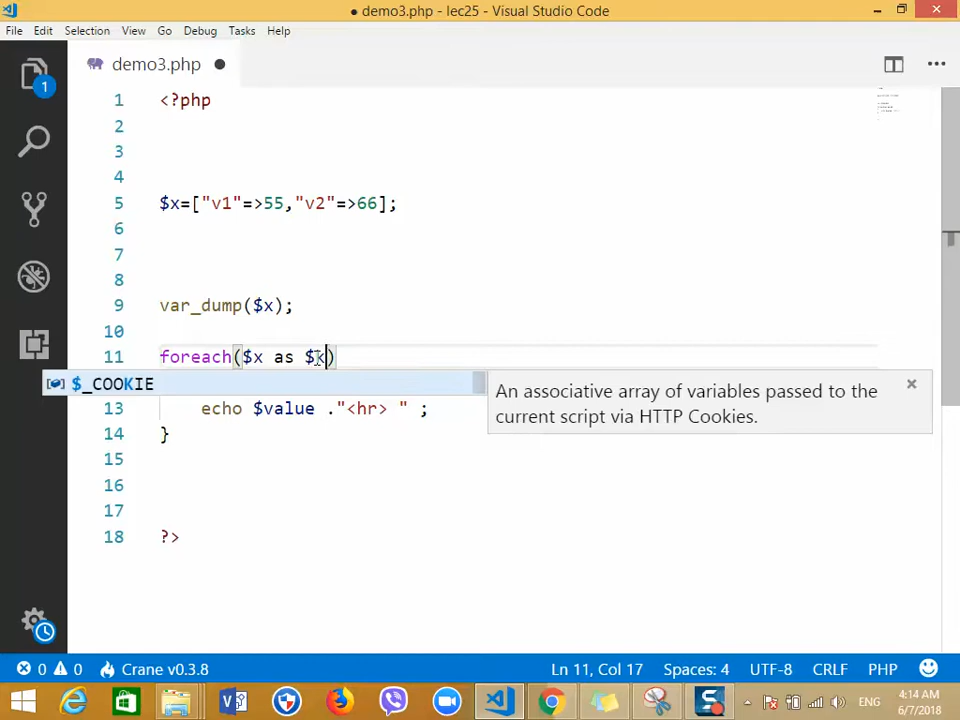 ● demo3.php - lec25 - Visual Studio Code
File Edit Selection View Go Debug Tasks Help
1
demo3.php ●
1 <?php
2
3
4
5 $x=["v1"=>55,"v2"=>66];
6
7
8
9 var_dump($x);
10
11 foreach($x as $k)
$_COOKIE
An associative array of variables passed to the
current script via HTTP Cookies.
13 echo $value ."<hr> " ;
14 }
15
16
17
18 ?>
0 0 Crane v0.3.8 Ln 11, Col 17 Spaces: 4 UTF-8 CRLF PHP
4:14 AM
6/7/2018